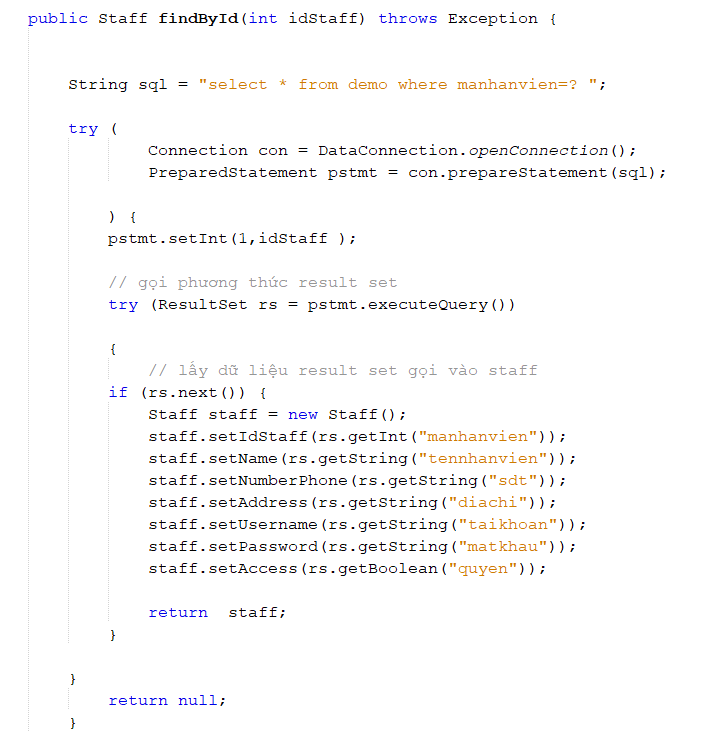 public Staff findById(int idStaff) throws Exception {
String sql = "select * from demo where manhanvien=? ";
try (
Connection con = DataConnection.openConnection();
PreparedStatement pstmt = con.prepareStatement(sql);
) {
pstmt.setInt(1,idStaff );
// gọi phương thức result set
try (ResultSet rs = pstmt.executeQuery())
{
// lấy dữ liệu result set gọi vào staff
if (rs.next()) {
Staff staff = new Staff();
staff.setIdStaff(rs.getInt("manhanvien"));
staff.setName(rs.getString("tennhanvien"));
staff.setNumberPhone(rs.getString("sdt"));
staff.setAddress(rs.getString("diachi"));
staff.setUsername(rs.getString("taikhoan"));
staff.setPassword(rs.getString("matkhau"));
staff.setAccess(rs.getBoolean("quyen"));
return  staff;
}
}
return null;
}